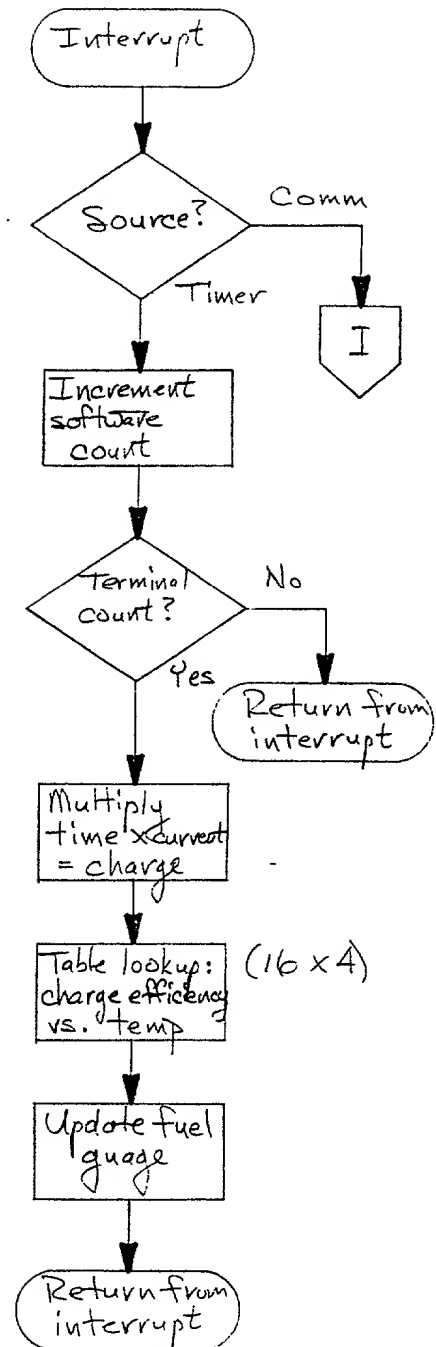 Interrupt
Source?
Comm
Timer
I
Increment
software
count
Terminal
count?
No
Yes
Return from
interrupt
Multiply
time x current
= charge
Table lookup:
charge efficiency
vs. temp
(16 x 4)
Update fuel
guage
Return from
interrupt